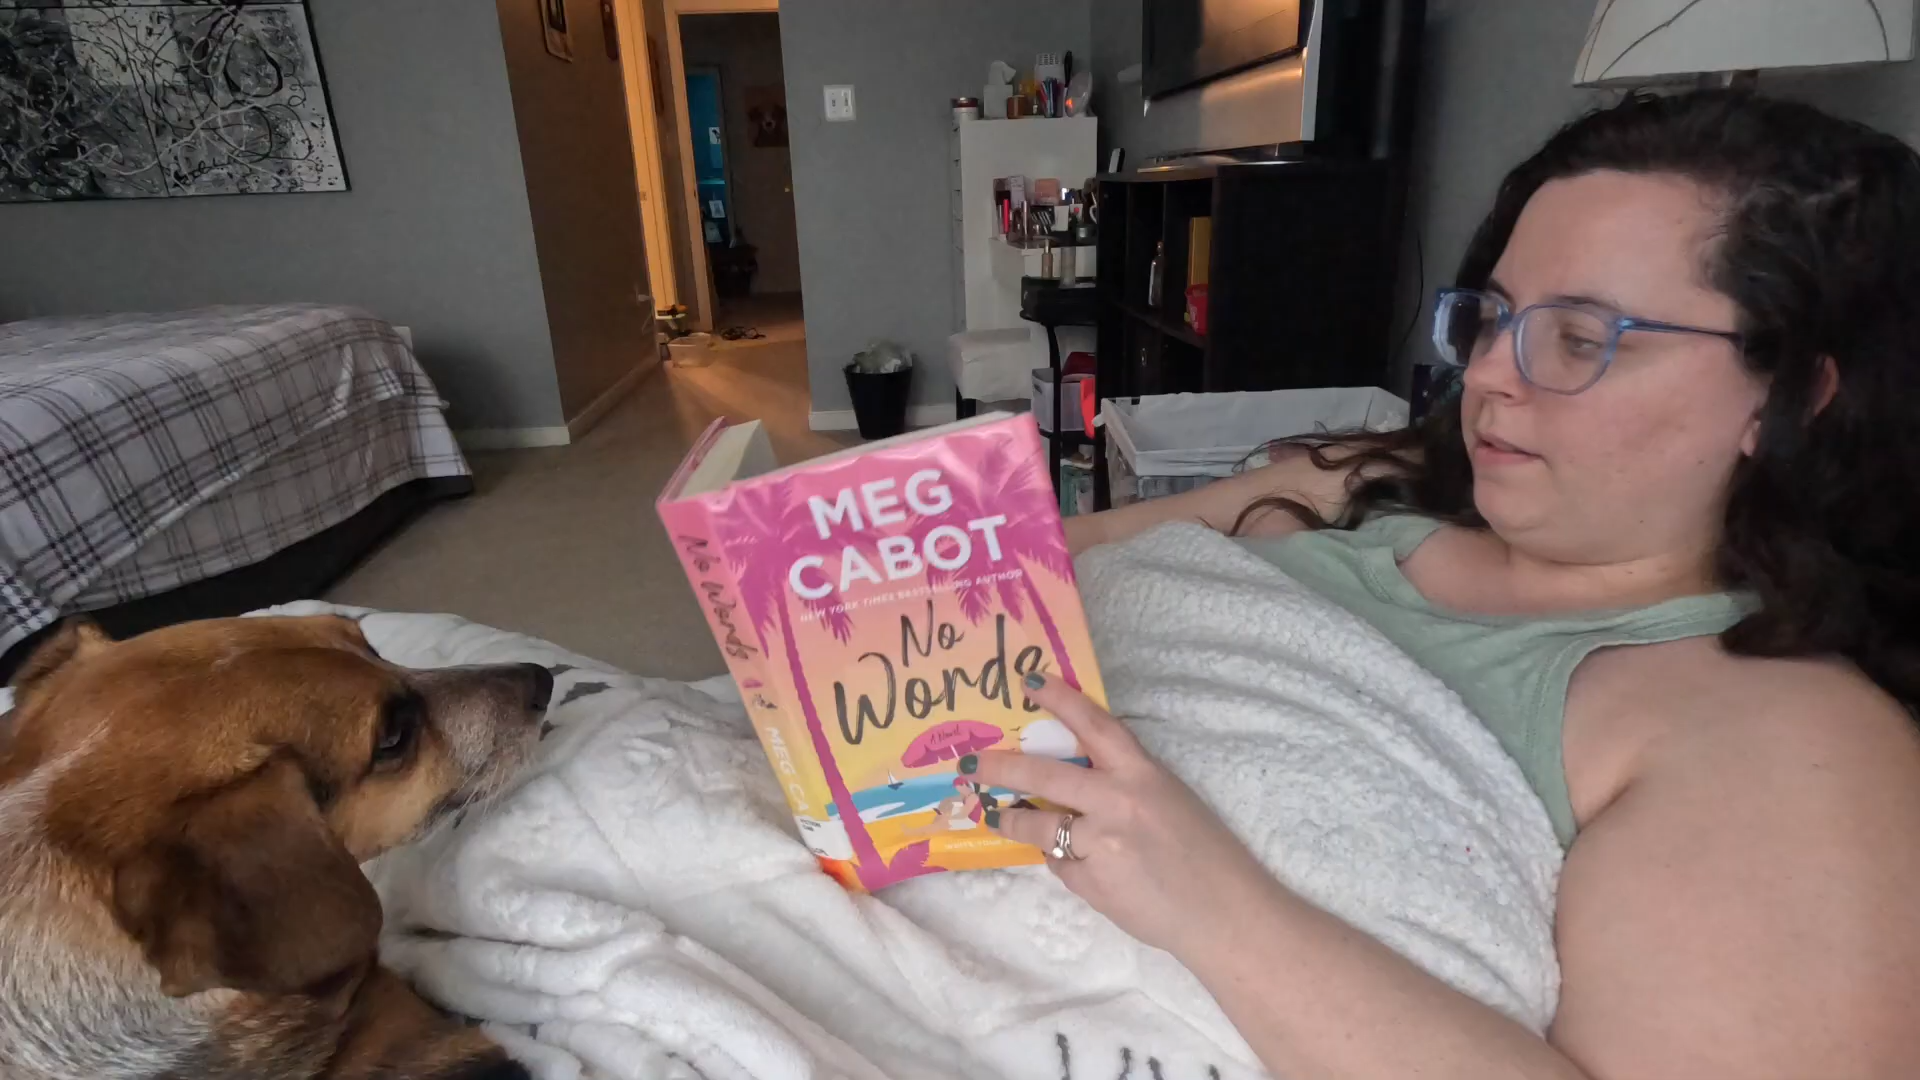 MEG
CABOT
NEW YORK TIMES BESTSELLING AUTHOR
No
Words
A Novel
No Words
MEG CA